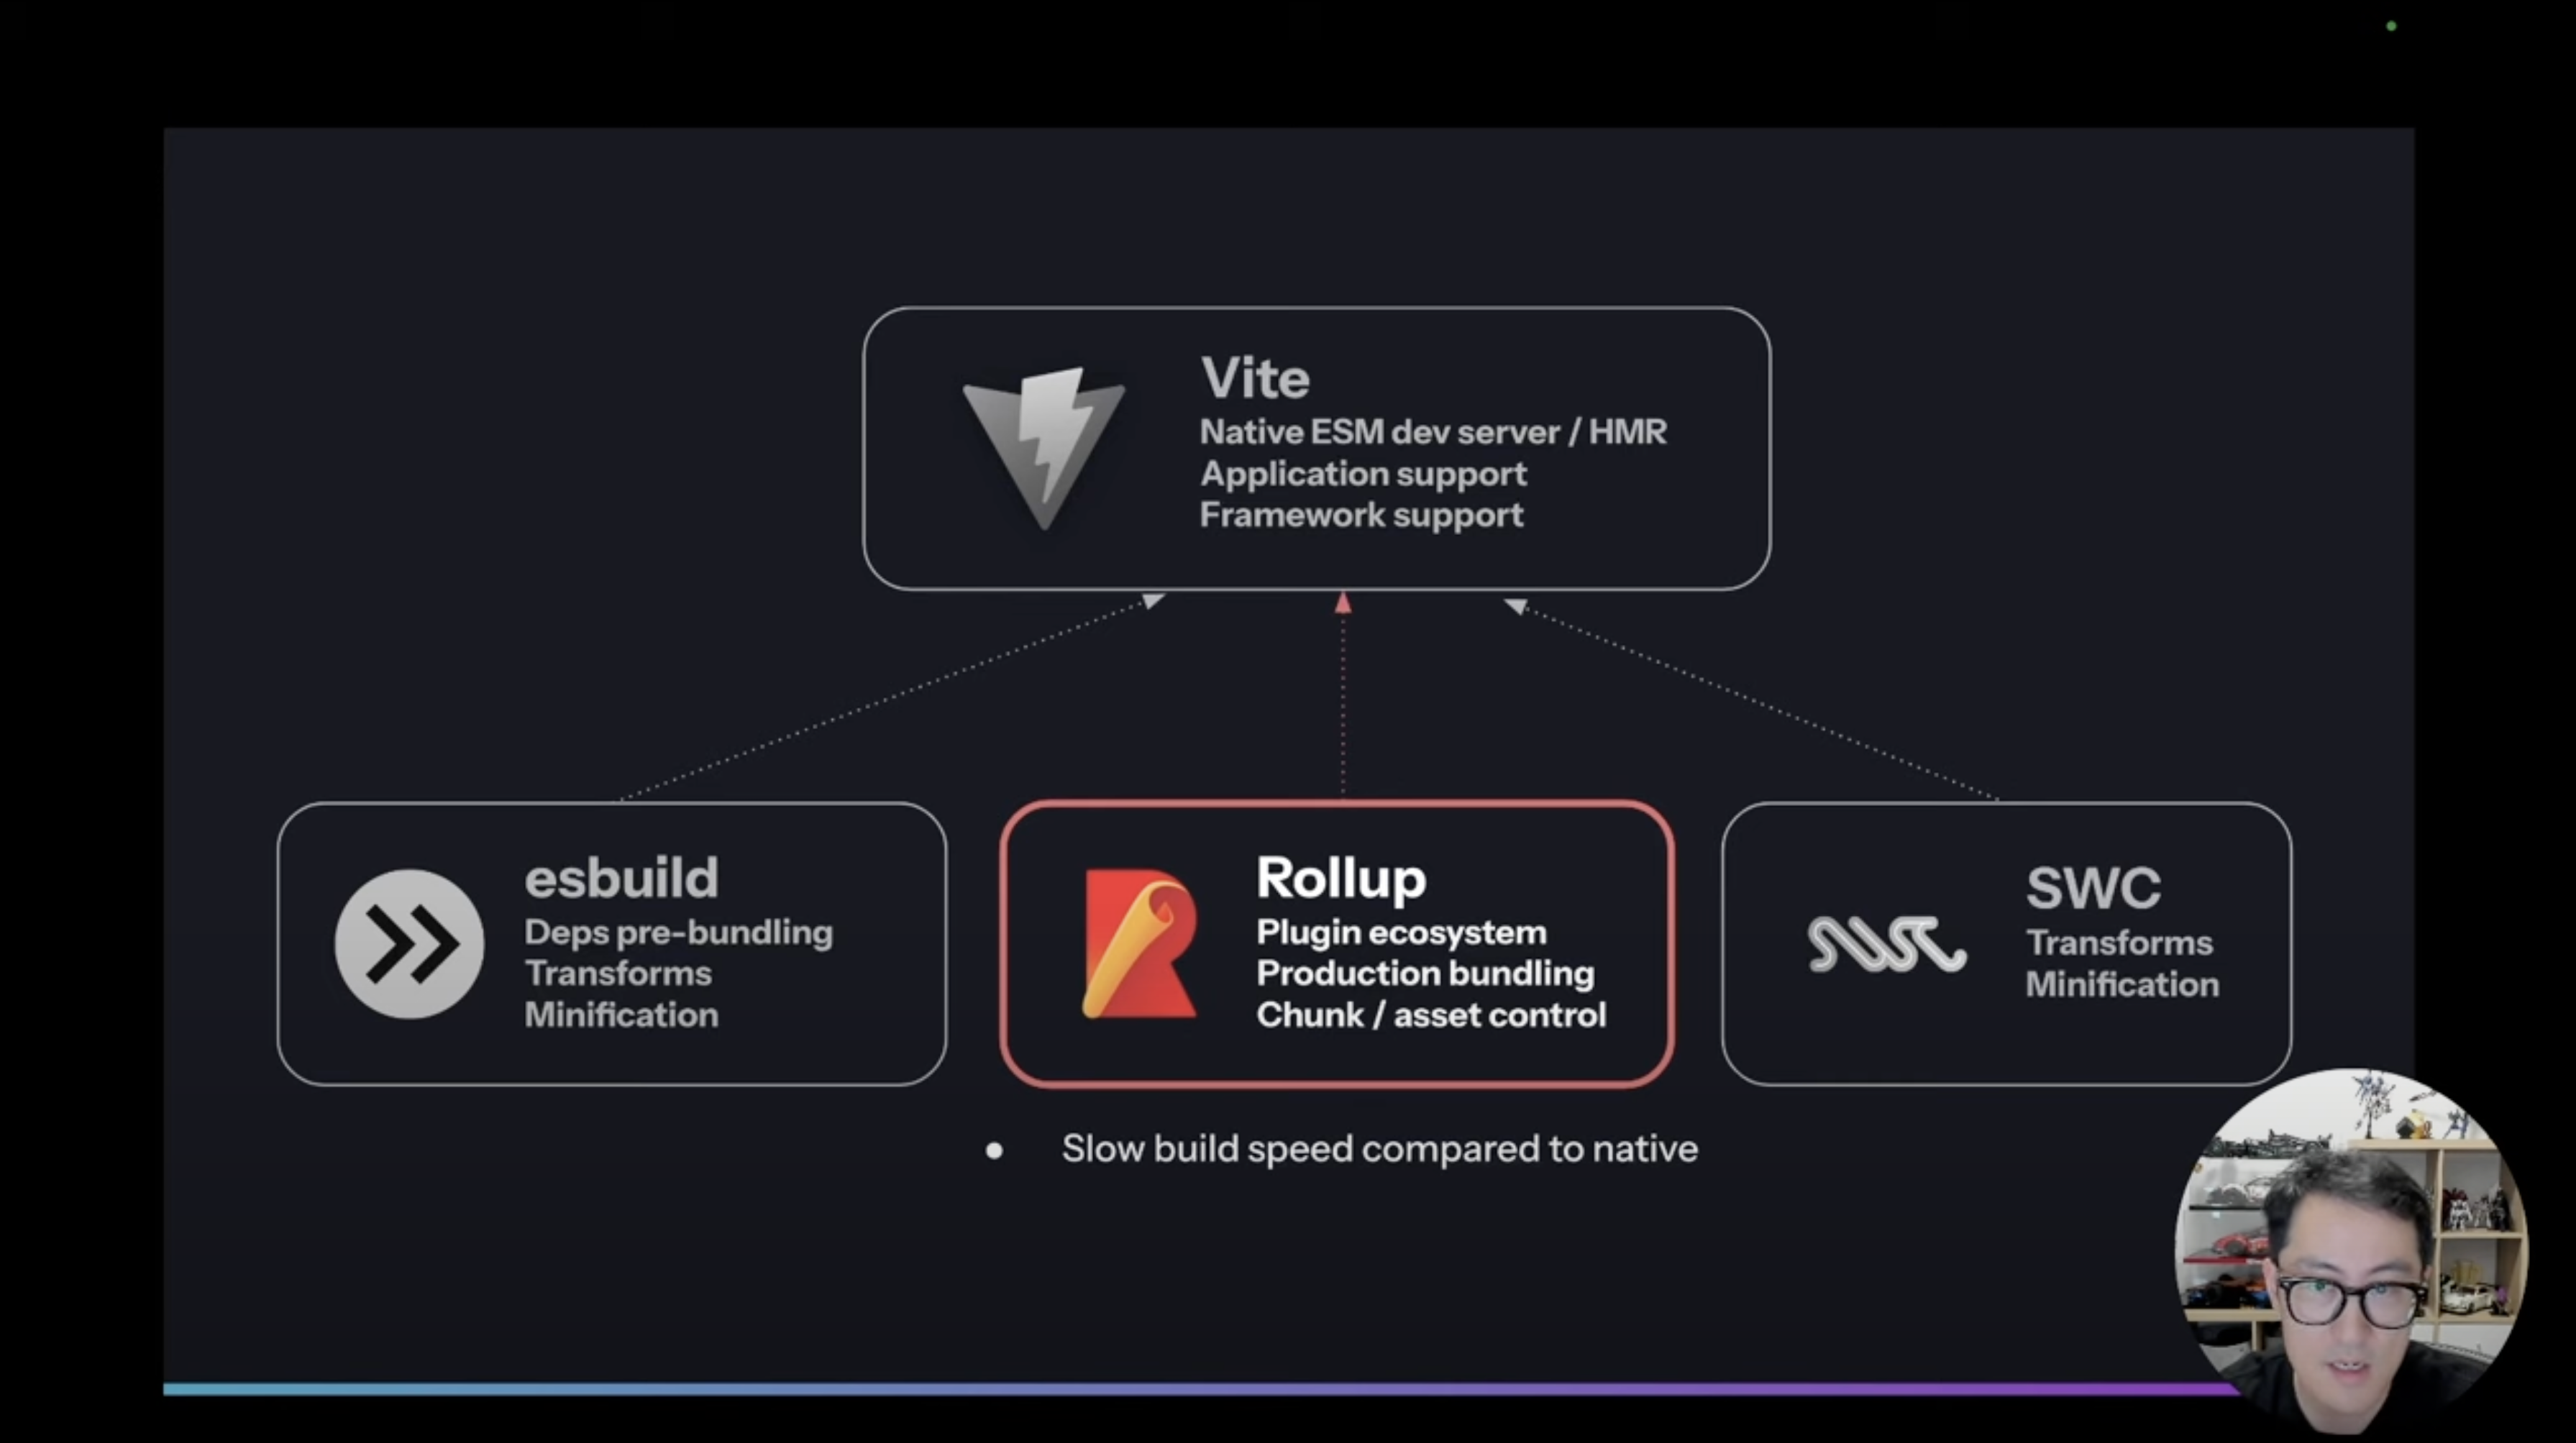 Vite
Native ESM dev server / HMR
Application support
Framework support
esbuild
Deps pre-bundling
Transforms
Minification
Rollup
Plugin ecosystem
Production bundling
Chunk / asset control
SWC
Transforms
Minification
• Slow build speed compared to native